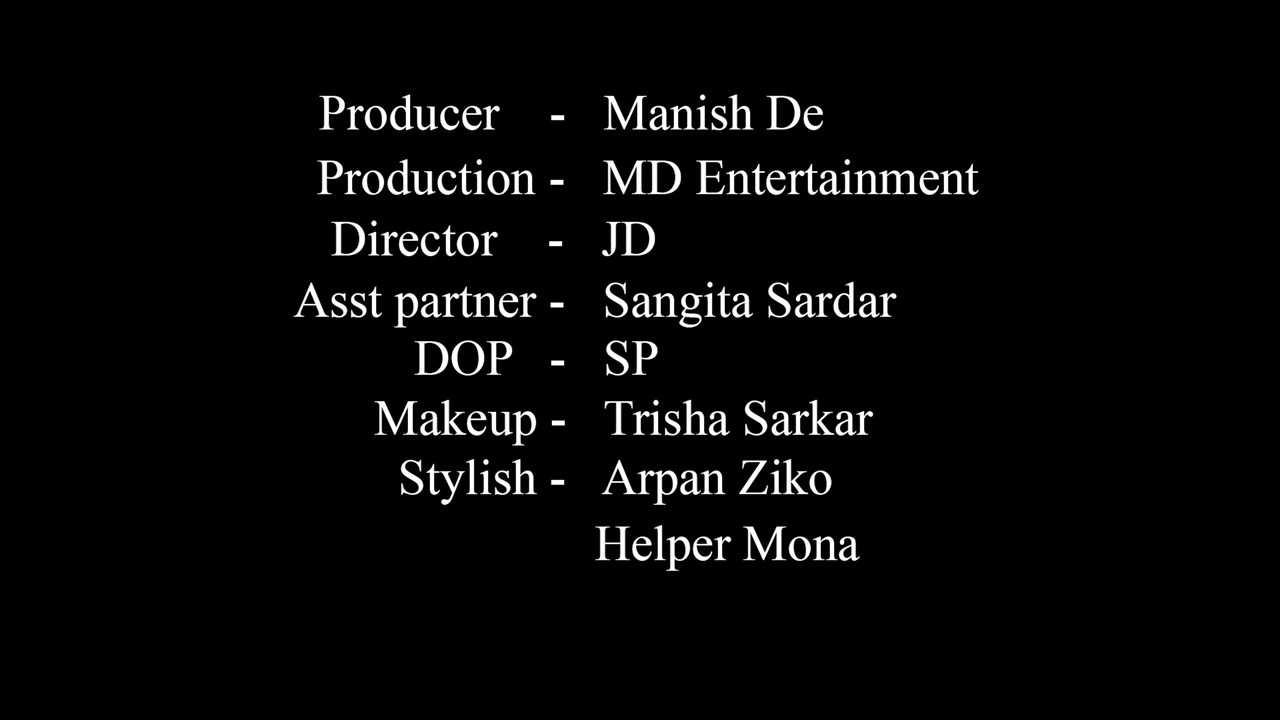 Producer - Manish De
Production - MD Entertainment
Director - JD
Asst partner - Sangita Sardar
DOP - SP
Makeup - Trisha Sarkar
Stylish - Arpan Ziko
Helper Mona